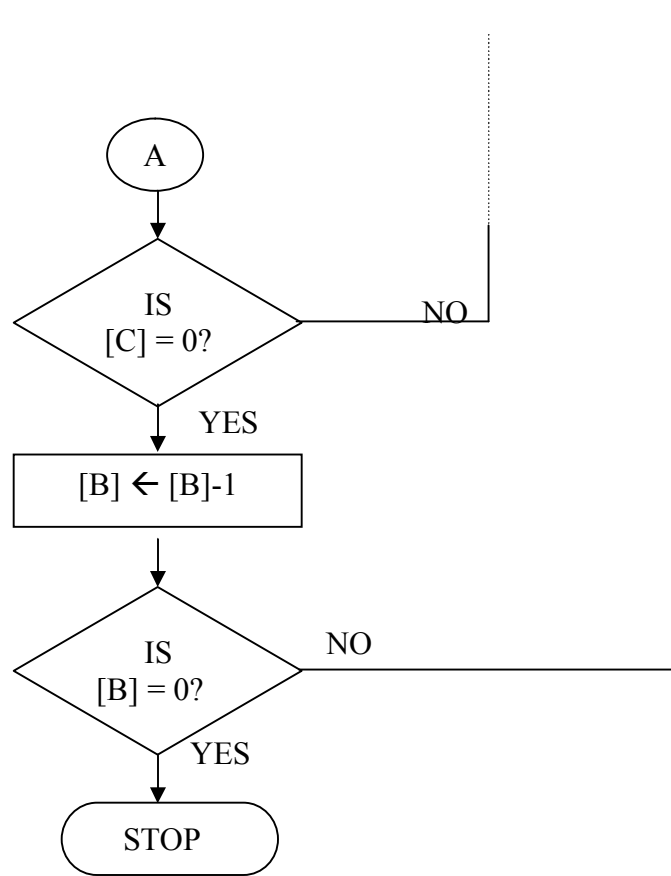 A
IS
[C] = 0?
NO
YES
[B] ← [B]-1
IS
[B] = 0?
NO
YES
STOP